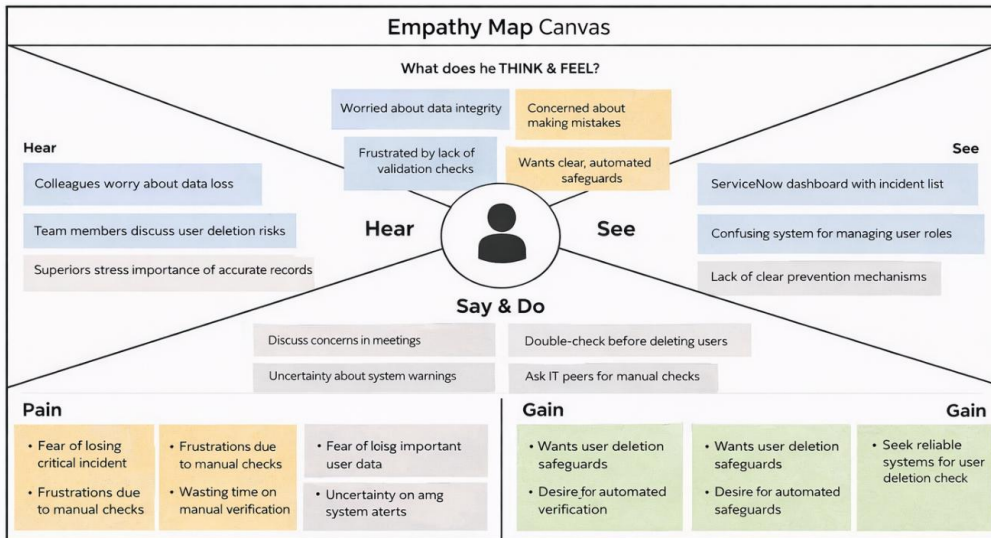 Empathy Map Canvas
What does he THINK & FEEL?
Worried about data integrity
Concerned about
making mistakes
Frustrated by lack of
validation checks
Wants clear, automated
safeguards
Hear
Colleagues worry about data loss
Team members discuss user deletion risks
Superiors stress importance of accurate records
Hear
See
See
ServiceNow dashboard with incident list
Confusing system for managing user roles
Lack of clear prevention mechanisms
Say & Do
Discuss concerns in meetings
Double-check before deleting users
Uncertainty about system warnings
Ask IT peers for manual checks
Pain
• Fear of losing
critical incident
• Frustrations due
to manual checks
• Frustrations due
to manual checks
• Wasting time on
manual verification
• Fear of loisg important
user data
• Uncertainty on amg
system aterts
Gain
Gain
• Wants user deletion
safeguards
• Desire for automated
verification
• Wants user deletion
safeguards
• Desire for automated
safeguards
• Seek reliable
systems for user
deletion check